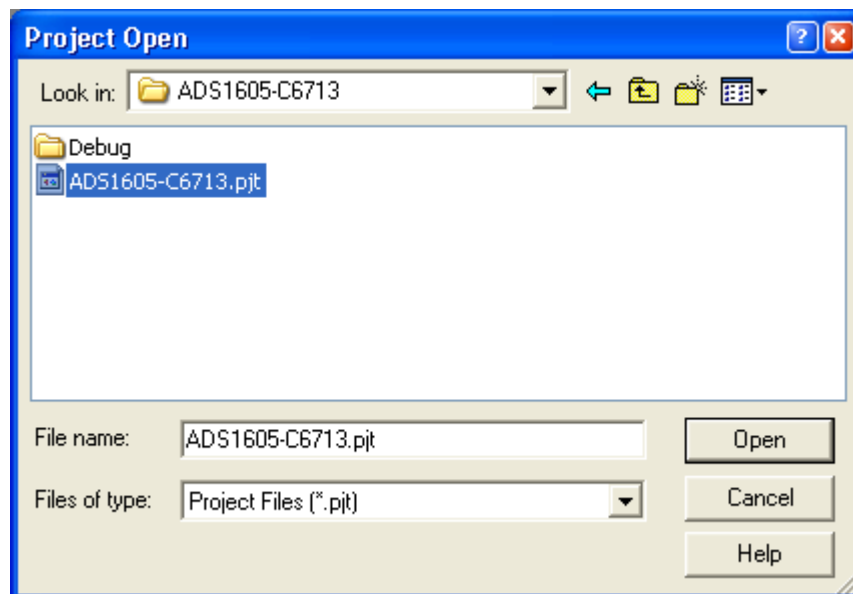 Project Open
Look in: ADS1605-C6713
Debug
ADS1605-C6713.pjt
File name: ADS1605-C6713.pjt Open
Files of type: Project Files (*.pjt) Cancel
Help